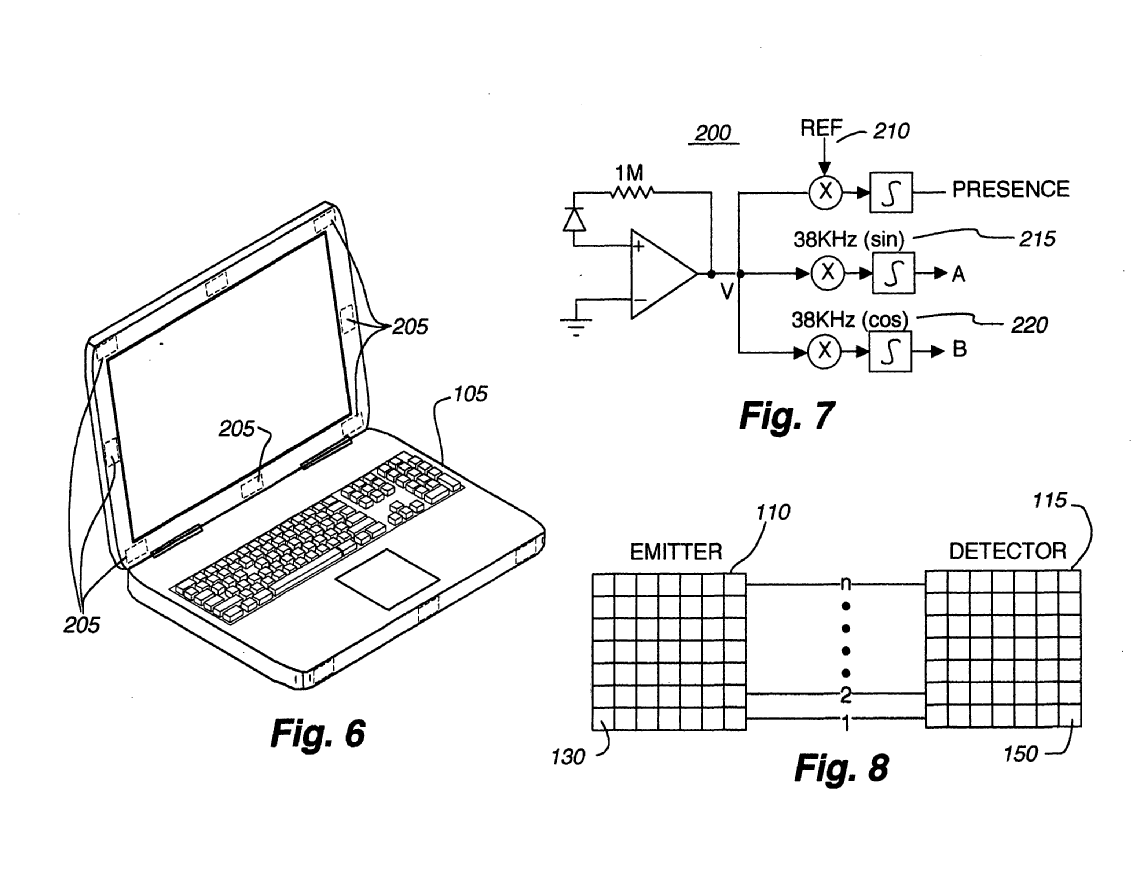 205
205
105
205
Fig. 6
200
REF
210
1M
PRESENCE
38KHz (sin)
215
A
V
38KHz (cos)
220
B
Fig. 7
EMITTER
110
DETECTOR
115
n
2
1
130
150
Fig. 8